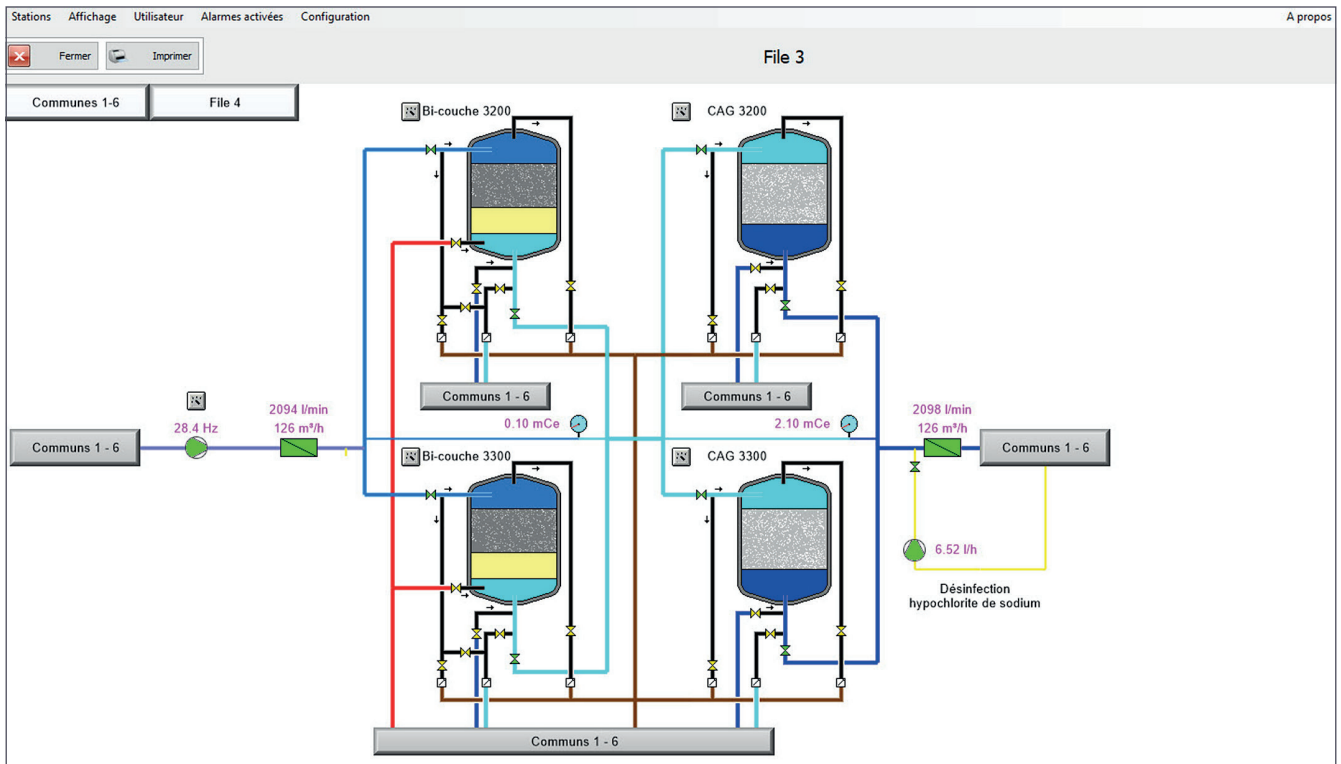 Stations Affichage Utilisateur Alarmes activées Configuration A propos
Fermer Imprimer File 3
Communes 1-6 File 4
Bi-couche 3200 CAG 3200
Communs 1 - 6 Communs 1 - 6
28.4 Hz
2094 l/min
126 m³/h
0.10 mCe 2.10 mCe
2098 l/min
126 m³/h
Communs 1 - 6 Communs 1 - 6
Bi-couche 3300 CAG 3300
6.52 l/h
Désinfection
hypochlorite de sodium
Communs 1 - 6